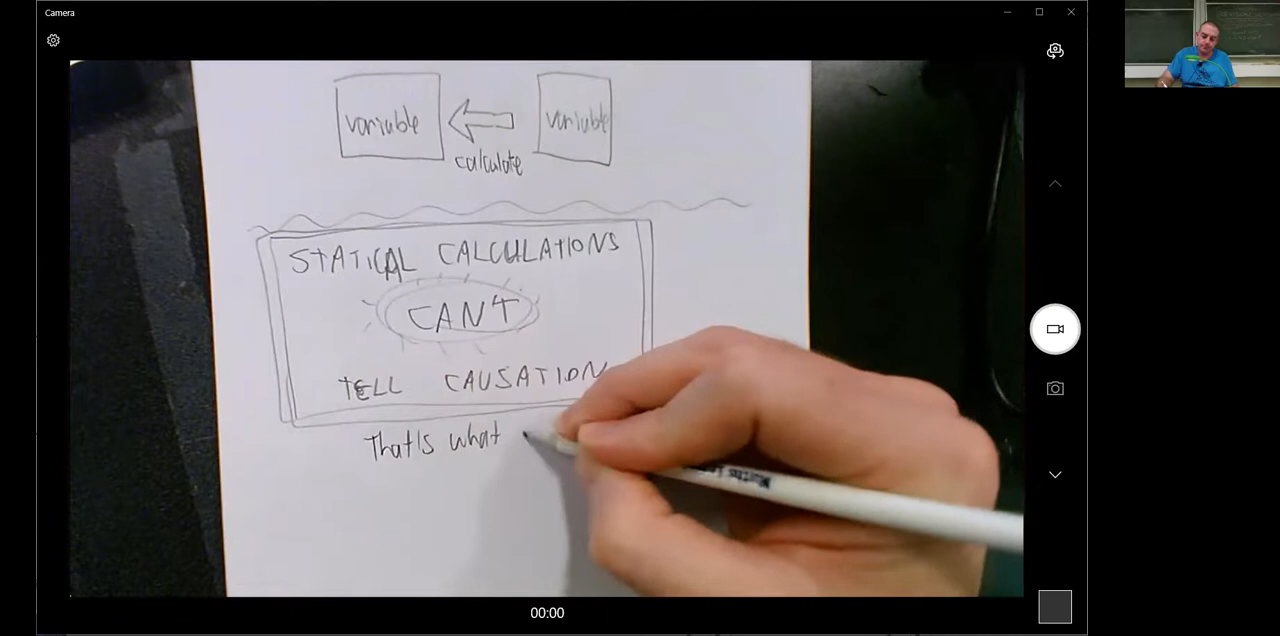 Camera
variable variable
calculate
STATICAL CALCULATIONS
CAN'T
TELL CAUSATION
That's what
00:00